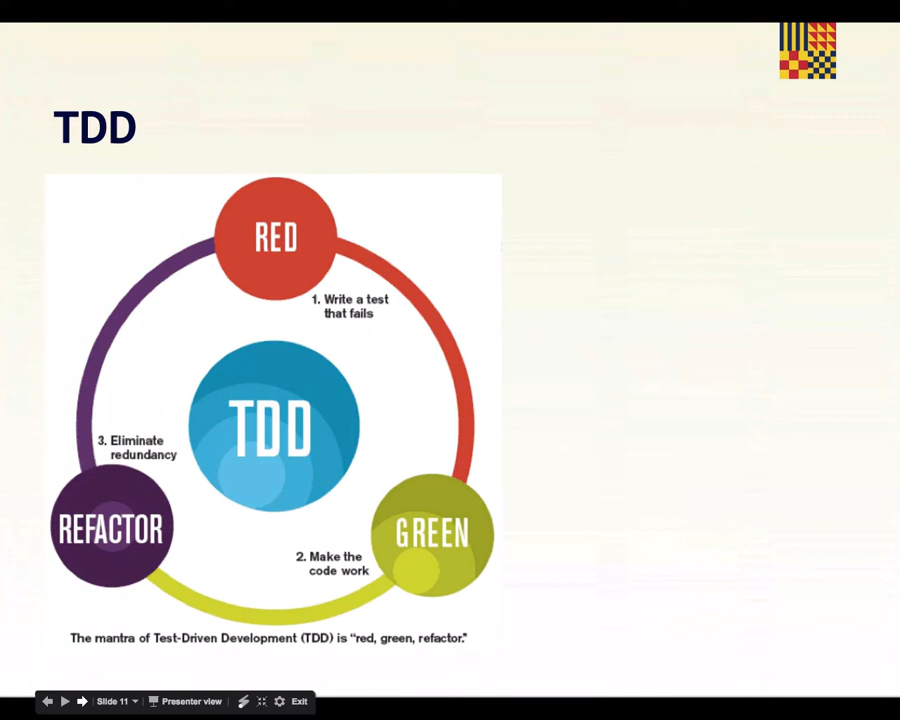 TDD
RED
1. Write a test
that fails
TDD
3. Eliminate
redundancy
REFACTOR
GREEN
2. Make the
code work
The mantra of Test-Driven Development (TDD) is “red, green, refactor.”
Slide 11
Presenter view
Exit